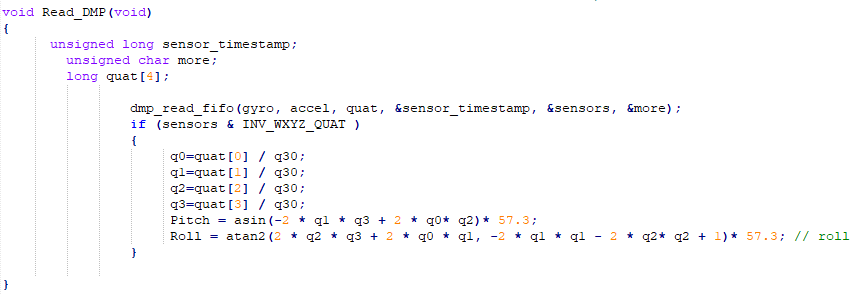 void Read_DMP(void)
{
unsigned long sensor_timestamp;
unsigned char more;
long quat[4];
dmp_read_fifo(gyro, accel, quat, &sensor_timestamp, &sensors, &more);
if (sensors & INV_WXYZ_QUAT )
{
q0=quat[0] / q30;
q1=quat[1] / q30;
q2=quat[2] / q30;
q3=quat[3] / q30;
Pitch = asin(-2 * q1 * q3 + 2 * q0* q2)* 57.3;
Roll = atan2(2 * q2 * q3 + 2 * q0 * q1, -2 * q1 * q1 - 2 * q2* q2 + 1)* 57.3; // roll
}
}